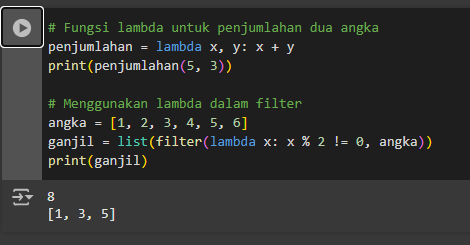 # Fungsi lambda untuk penjumlahan dua angka
penjumlahan = lambda x, y: x + y
print(penjumlahan(5, 3))
# Menggunakan lambda dalam filter
angka = [1, 2, 3, 4, 5, 6]
ganjil = list(filter(lambda x: x % 2 != 0, angka))
print(ganjil)
8
[1, 3, 5]